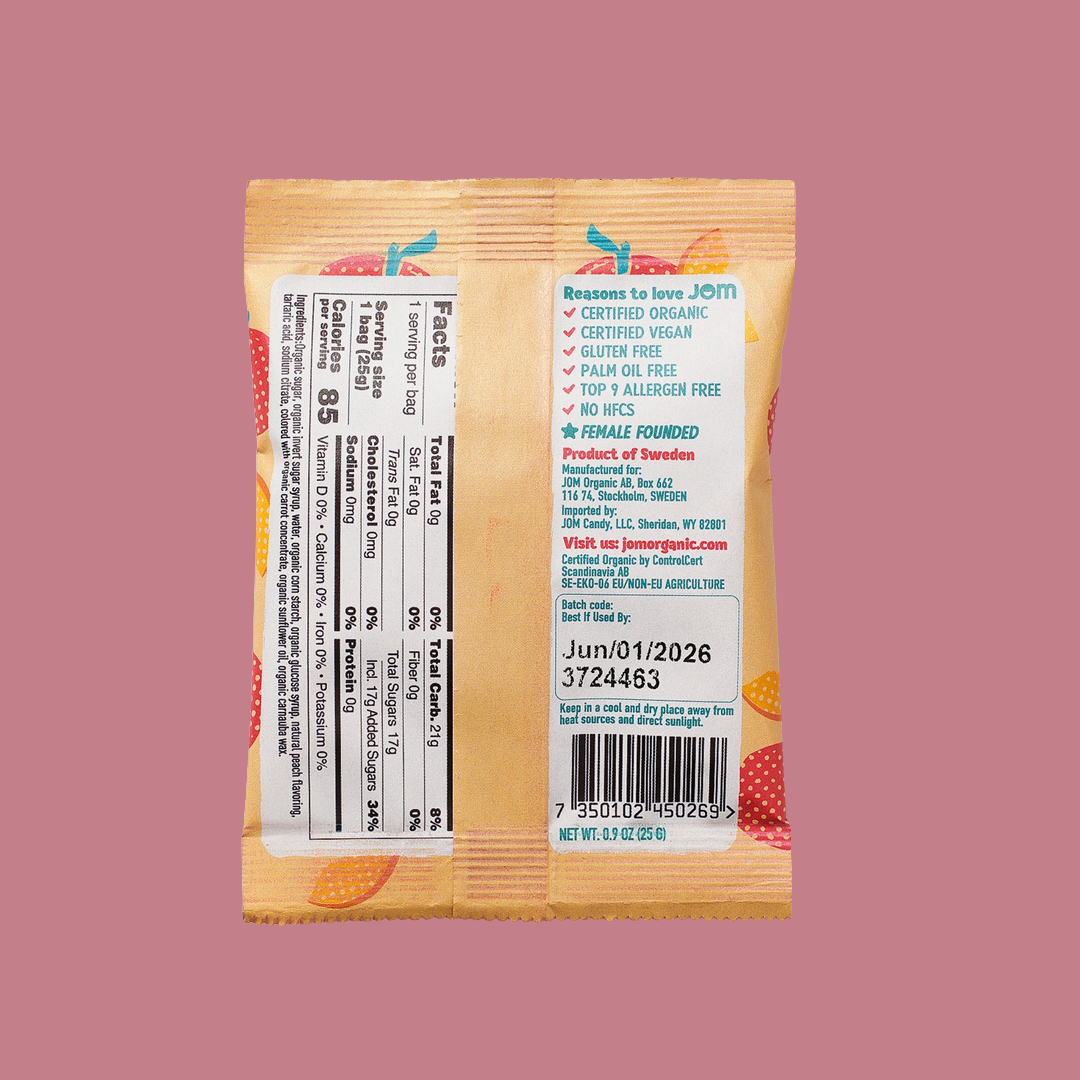 Facts
1 serving per bag
Serving size
1 bag (25g)
Calories
per serving
85
Total Fat 0g 0%
Sat. Fat 0g 0%
Trans Fat 0g
Cholesterol 0mg 0%
Sodium 0mg 0%
Total Carb. 21g 8%
Fiber 0g 0%
Total Sugars 17g
Incl. 17g Added Sugars 34%
Protein 0g
Vitamin D 0% • Calcium 0% • Iron 0% • Potassium 0%
Ingredients:Organic sugar, organic invert sugar syrup, water, organic corn starch, organic glucose syrup, natural peach flavoring,
tartaric acid, sodium citrate, colored with organic carrot concentrate, organic sunflower oil, organic carnauba wax.
Reasons to love JOM
CERTIFIED ORGANIC
CERTIFIED VEGAN
GLUTEN FREE
PALM OIL FREE
TOP 9 ALLERGEN FREE
NO HFCS
FEMALE FOUNDED
Product of Sweden
Manufactured for:
JOM Organic AB, Box 662
116 74, Stockholm, SWEDEN
Imported by:
JOM Candy, LLC, Sheridan, WY 82801
Visit us: jomorganic.com
Certified Organic by ControlCert
Scandinavia AB
SE-EKO-06 EU/NON-EU AGRICULTURE
Batch code:
Best If Used By:
Jun/01/2026
3724463
Keep in a cool and dry place away from
heat sources and direct sunlight.
7 350102 450269 >
NET WT. 0.9 OZ (25 G)